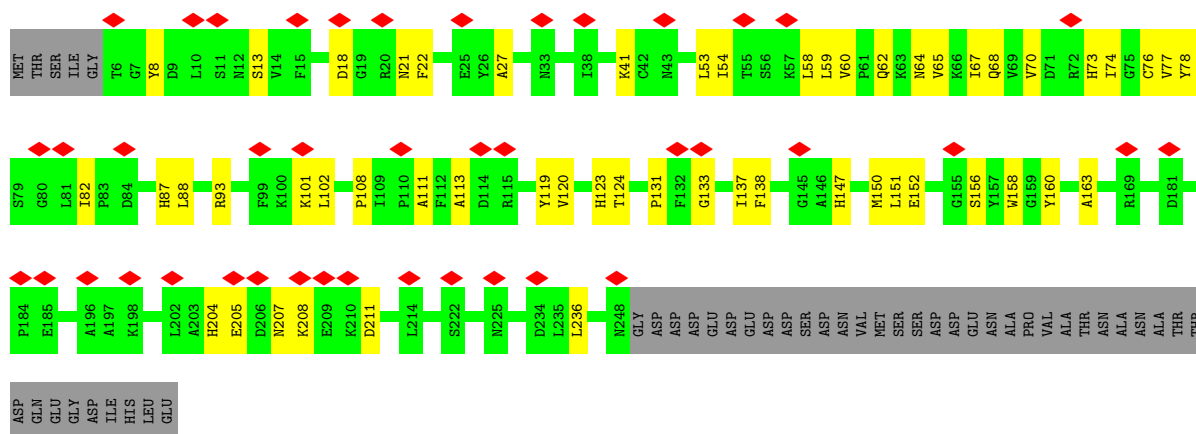 MET THR SER ILE GLY T6 G7 Y8 D9 L10 S11 N12 S13 V14 F15 D18 G19 R20 N21 F22 E25 Y26 A27 N33 I38 K41 C42 N43 L53 I54 T55 S56 K57 L58 L59 V60 P61 Q62 K63 N64 V65 K66 I67 Q68 V69 V70 D71 R72 H73 I74 G75 C76 V77 Y78
S79 G80 L81 I82 P83 D84 H87 L88 R93 F99 K100 K101 L102 P108 I109 P110 A111 F112 A113 D114 R115 Y119 V120 H123 T124 P131 F132 G133 I137 F138 G145 A146 H147 M150 L151 E152 G155 S156 Y157 W158 G159 Y160 A163 R169 D181
P184 E185 A196 A197 K198 L202 A203 H204 E205 D206 N207 K208 E209 K210 D211 L214 S222 N225 D234 L235 L236 N248 GLY ASP ASP ASP GLU ASP GLU ASP ASP SER ASP ASN VAL MET SER SER ASP ASP GLU ASN ALA PRO VAL ALA THR ASN ALA ASN ALA THR THR
ASP GLN GLU GLY ASP ILE HIS LEU GLU